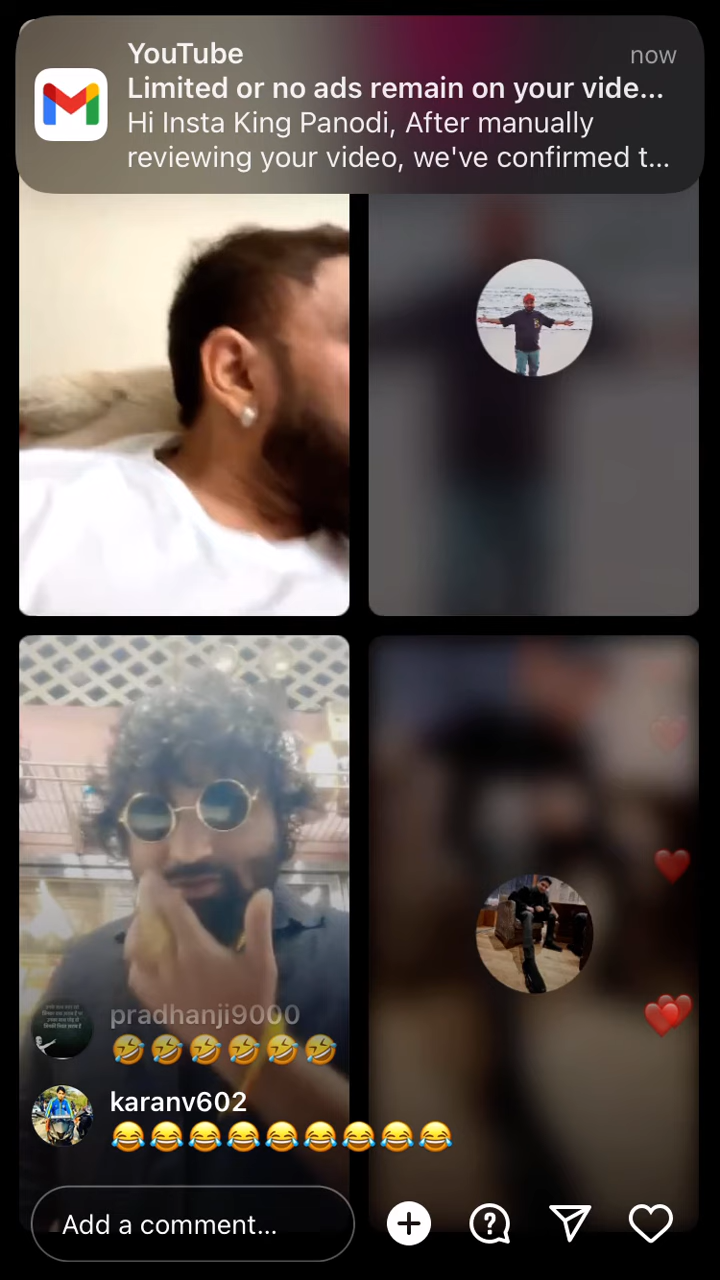 YouTube
now
Limited or no ads remain on your vide...
Hi Insta King Panodi, After manually
reviewing your video, we've confirmed t...
pradhanji9000
🤣🤣🤣🤣🤣🤣
karanv602
😂😂😂😂😂😂😂😂😂
Add a comment...